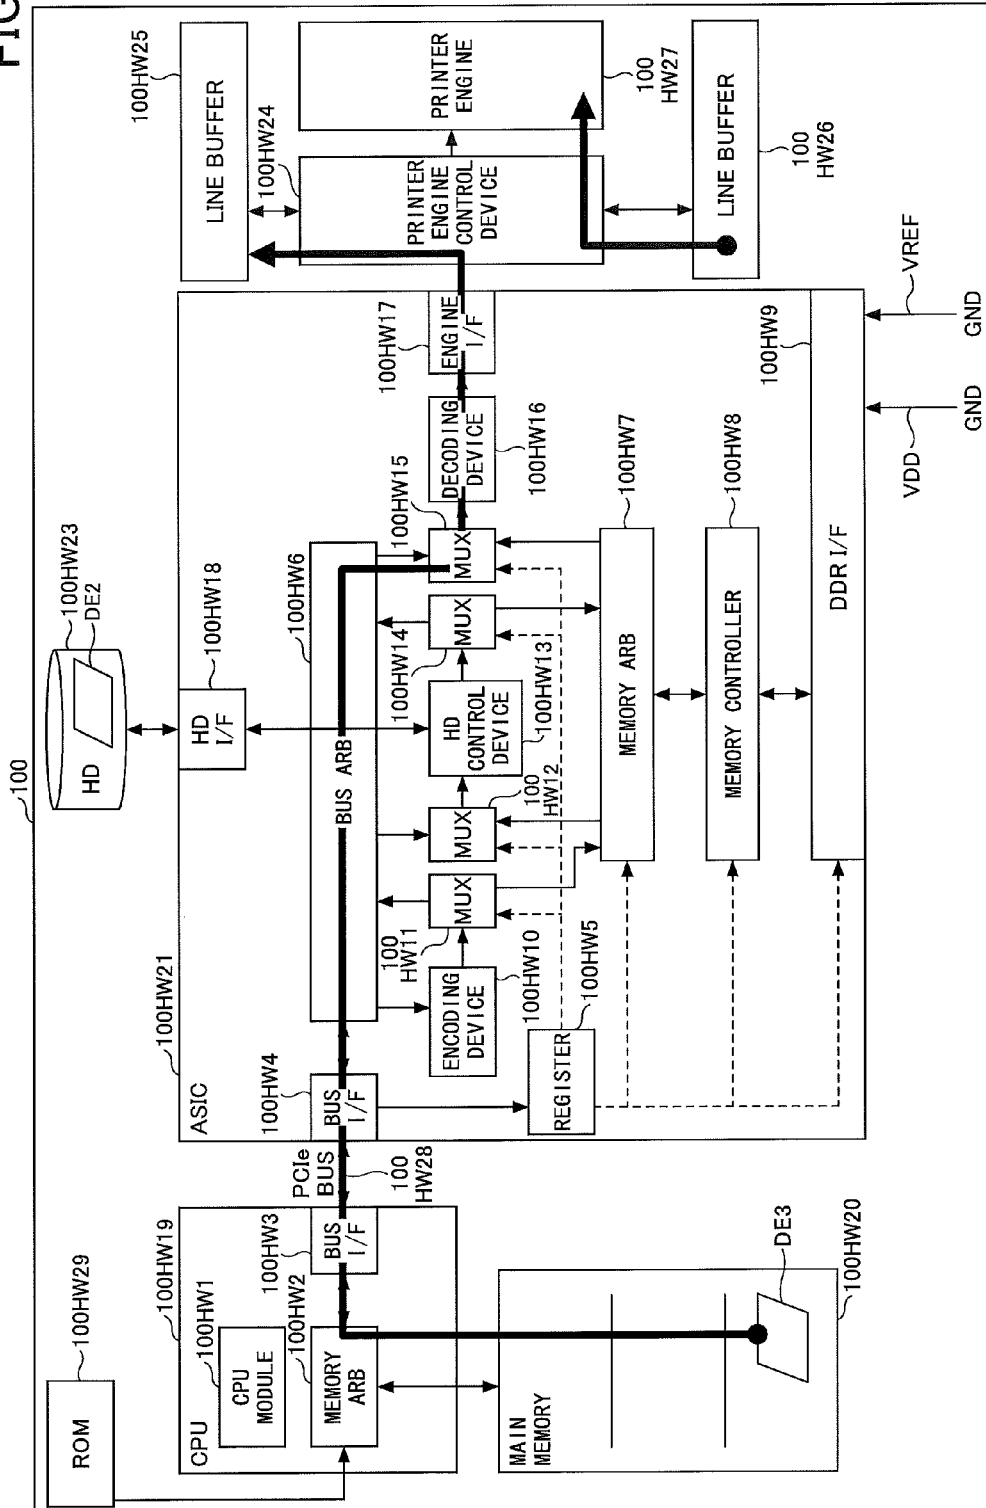 FIG
100
ROM
100HW29
CPU
100HW19
CPU
MODULE
100HW1
MEMORY
ARB
100HW2
BUS
I/F
100HW3
MAIN
MEMORY
DE3
100HW20
PCIe
BUS
100
HW28
ASIC
100HW21
BUS
I/F
100HW4
REGISTER
100HW5
BUS ARB
100HW6
ENCODING
DEVICE
100HW10
MUX
100
HW11
MUX
100
HW12
HD
CONTROL
DEVICE
100HW13
MUX
100HW14
MUX
100HW15
DECODING
DEVICE
100HW16
ENGINE
I/F
100HW17
HD
I/F
100HW18
HD
100HW23
DE2
MEMORY ARB
100HW7
MEMORY CONTROLLER
100HW8
DDR I/F
100HW9
VDD
GND
VREF
GND
LINE BUFFER
100HW25
PRINTER
ENGINE
CONTROL
DEVICE
100HW24
PRINTER
ENGINE
100
HW27
LINE BUFFER
100
HW26